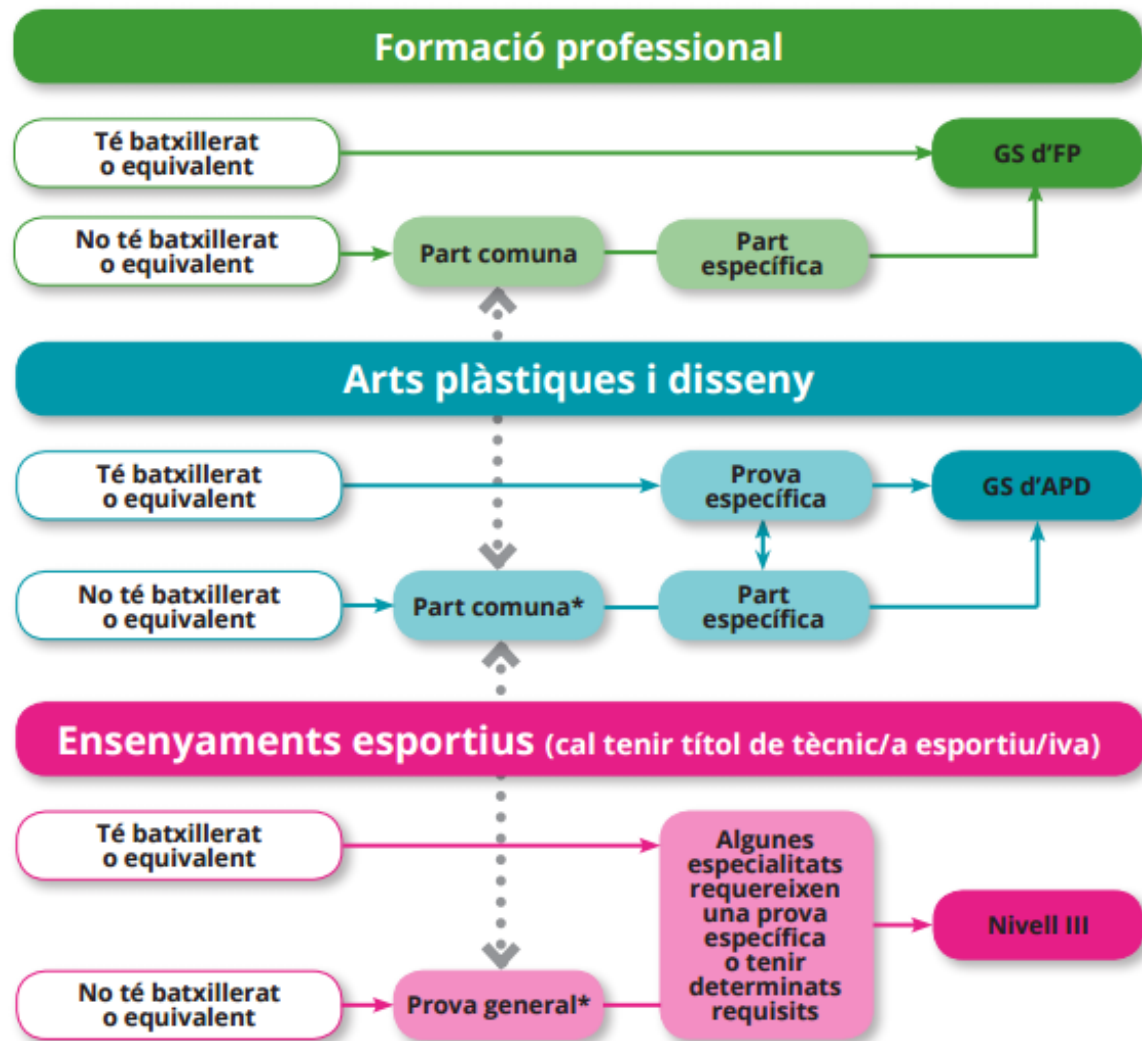 Formació professional
Té batxillerat
o equivalent
GS d'FP
No té batxillerat
o equivalent
Part comuna
Part
específica
Arts plàstiques i disseny
Té batxillerat
o equivalent
Prova
específica
GS d'APD
No té batxillerat
o equivalent
Part comuna*
Part
específica
Ensenyaments esportius (cal tenir títol de tècnic/a esportiu/iva)
Té batxillerat
o equivalent
Algunes
especialitats
requereixen
una prova
específica
o tenir
determinats
requisits
Nivell III
No té batxillerat
o equivalent
Prova general*